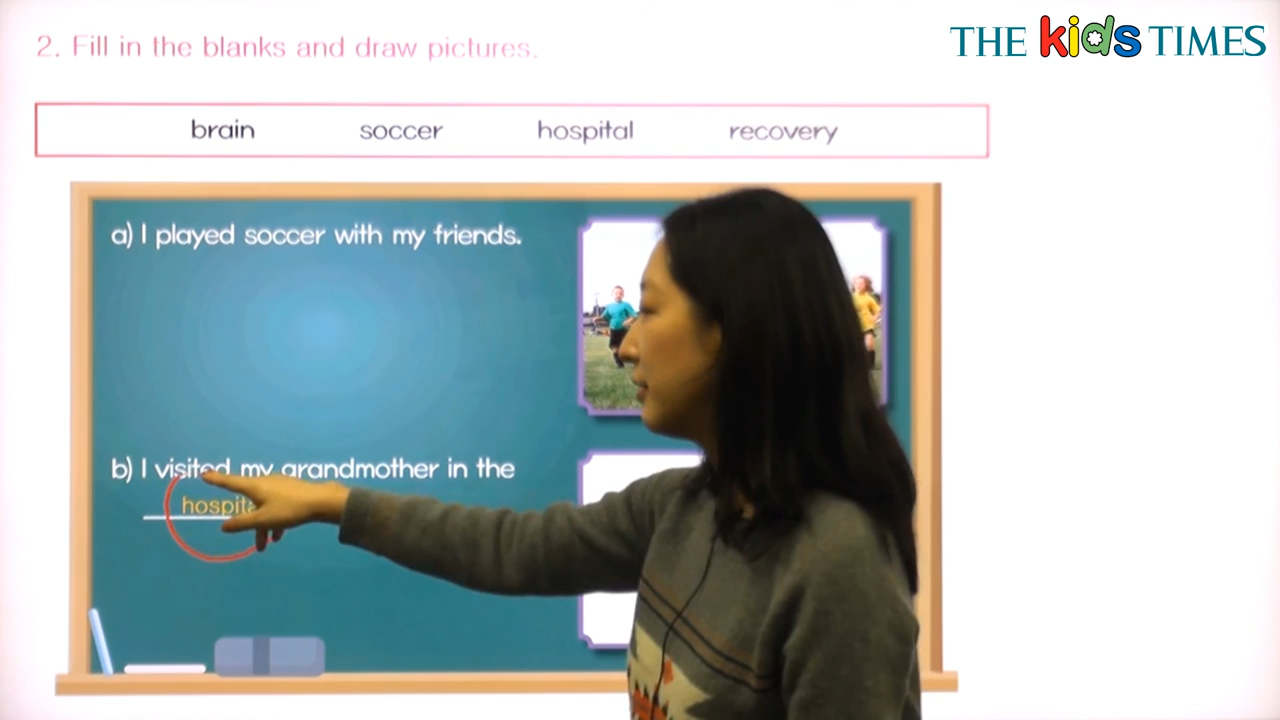 2. Fill in the blanks and draw pictures.
THE kids TIMES
brain soccer hospital recovery
a) I played soccer with my friends.
b) I visited my grandmother in the